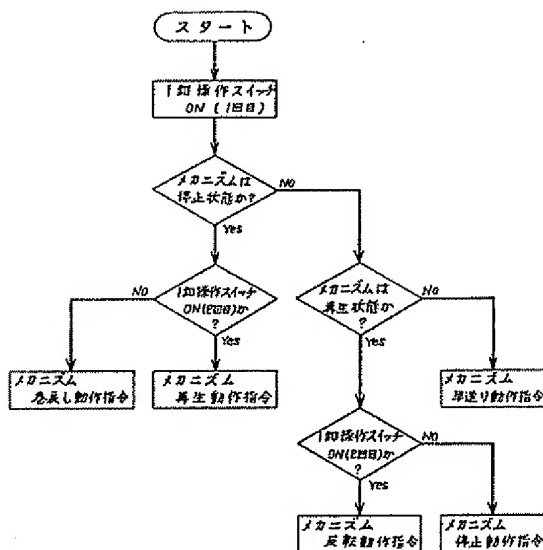 スタート
1釦操作スイッチ
ON (1回目)
メカニズムは
停止状態か?
No
Yes
1釦操作スイッチ
ON(2回目)か
?
No
Yes
メカニズムは
再生状態か
?
No
Yes
メカニズム
巻戻し動作指令
メカニズム
再生動作指令
メカニズム
早送り動作指令
1釦操作スイッチ
ON(2回目)か
?
No
Yes
メカニズム
反転動作指令
メカニズム
停止動作指令